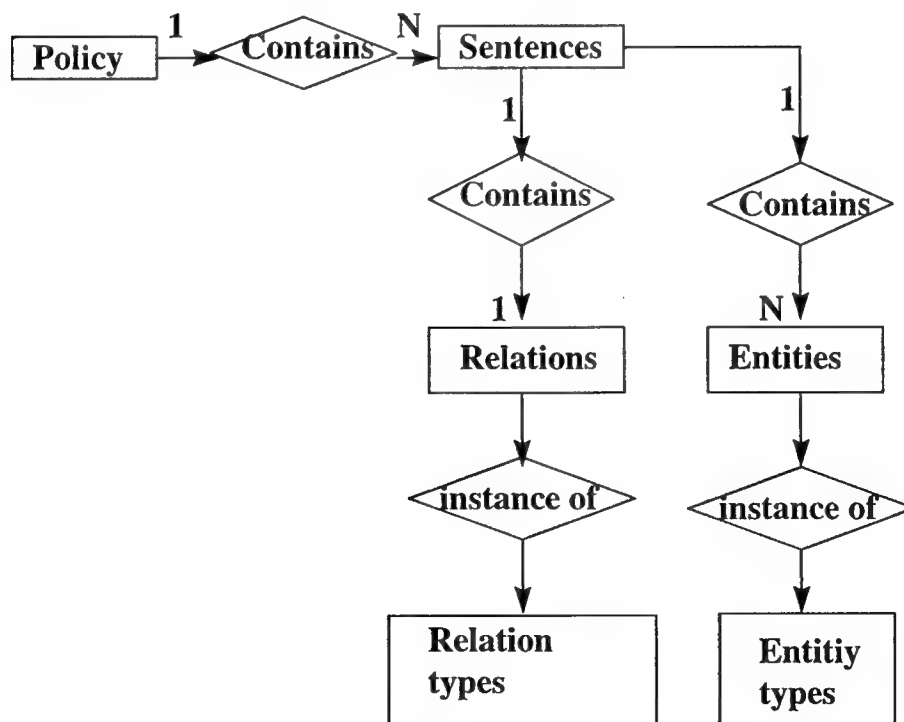 1
N
Policy
Contains
Sentences
1
1
Contains
Contains
1
N
Relations
Entities
instance of
instance of
Relation
types
Entitiy
types